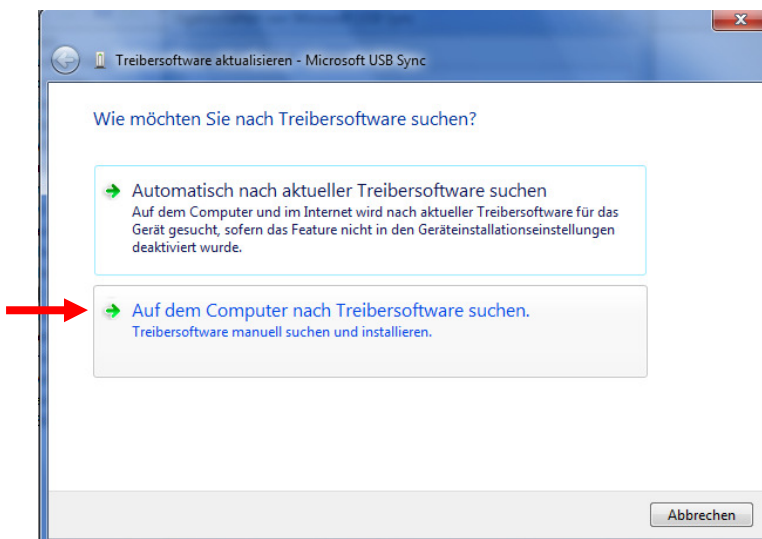 Treibersoftware aktualisieren - Microsoft USB Sync
Wie möchten Sie nach Treibersoftware suchen?
Automatisch nach aktueller Treibersoftware suchen
Auf dem Computer und im Internet wird nach aktueller Treibersoftware für das
Gerät gesucht, sofern das Feature nicht in den Geräteinstallationseinstellungen
deaktiviert wurde.
Auf dem Computer nach Treibersoftware suchen.
Treibersoftware manuell suchen und installieren.
Abbrechen